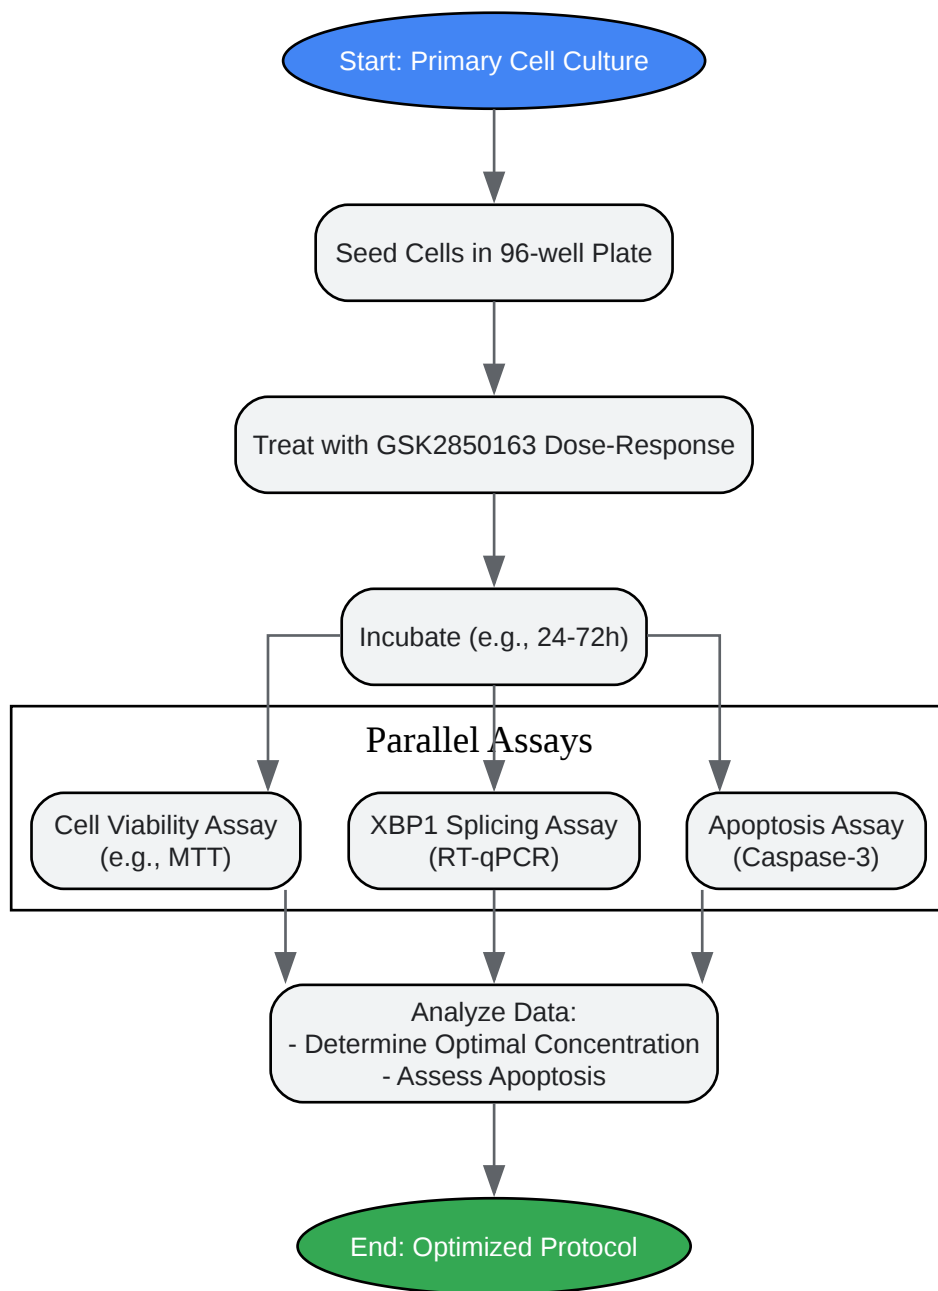 Start: Primary Cell Culture
Seed Cells in 96-well Plate
Treat with GSK2850163 Dose-Response
Incubate (e.g., 24-72h)
Parallel Assays
Cell Viability Assay
(e.g., MTT)
XBP1 Splicing Assay
(RT-qPCR)
Apoptosis Assay
(Caspase-3)
Analyze Data:
- Determine Optimal Concentration
- Assess Apoptosis
End: Optimized Protocol